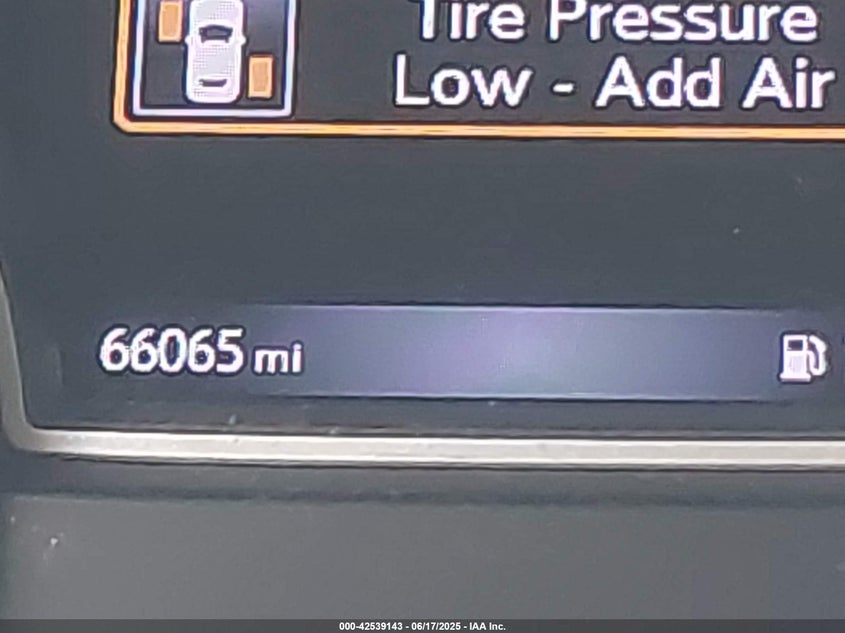 Tire Pressure
Low - Add Air
66065 mi
000-42539143 - 06/17/2025 - IAA Inc.